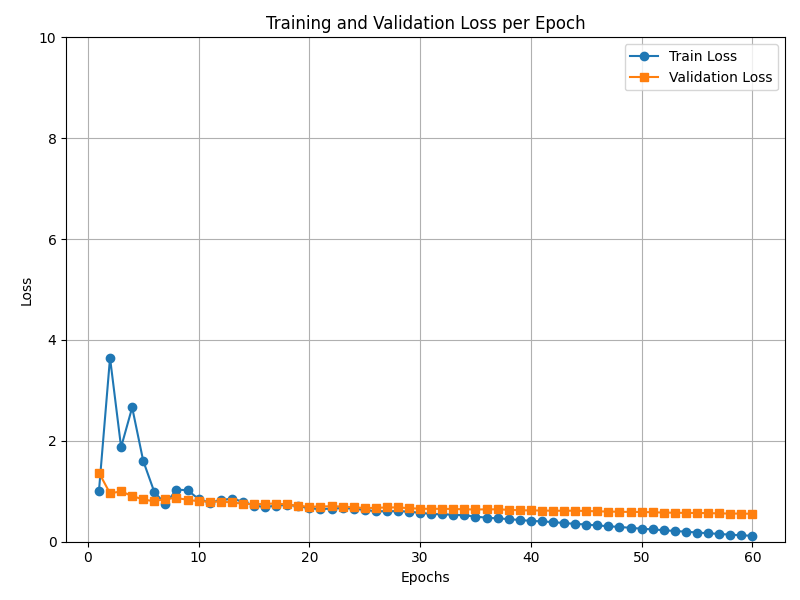 Training and Validation Loss per Epoch
Train Loss
Validation Loss
10
8
6
4
2
0
Loss
0 10 20 30 40 50 60
Epochs